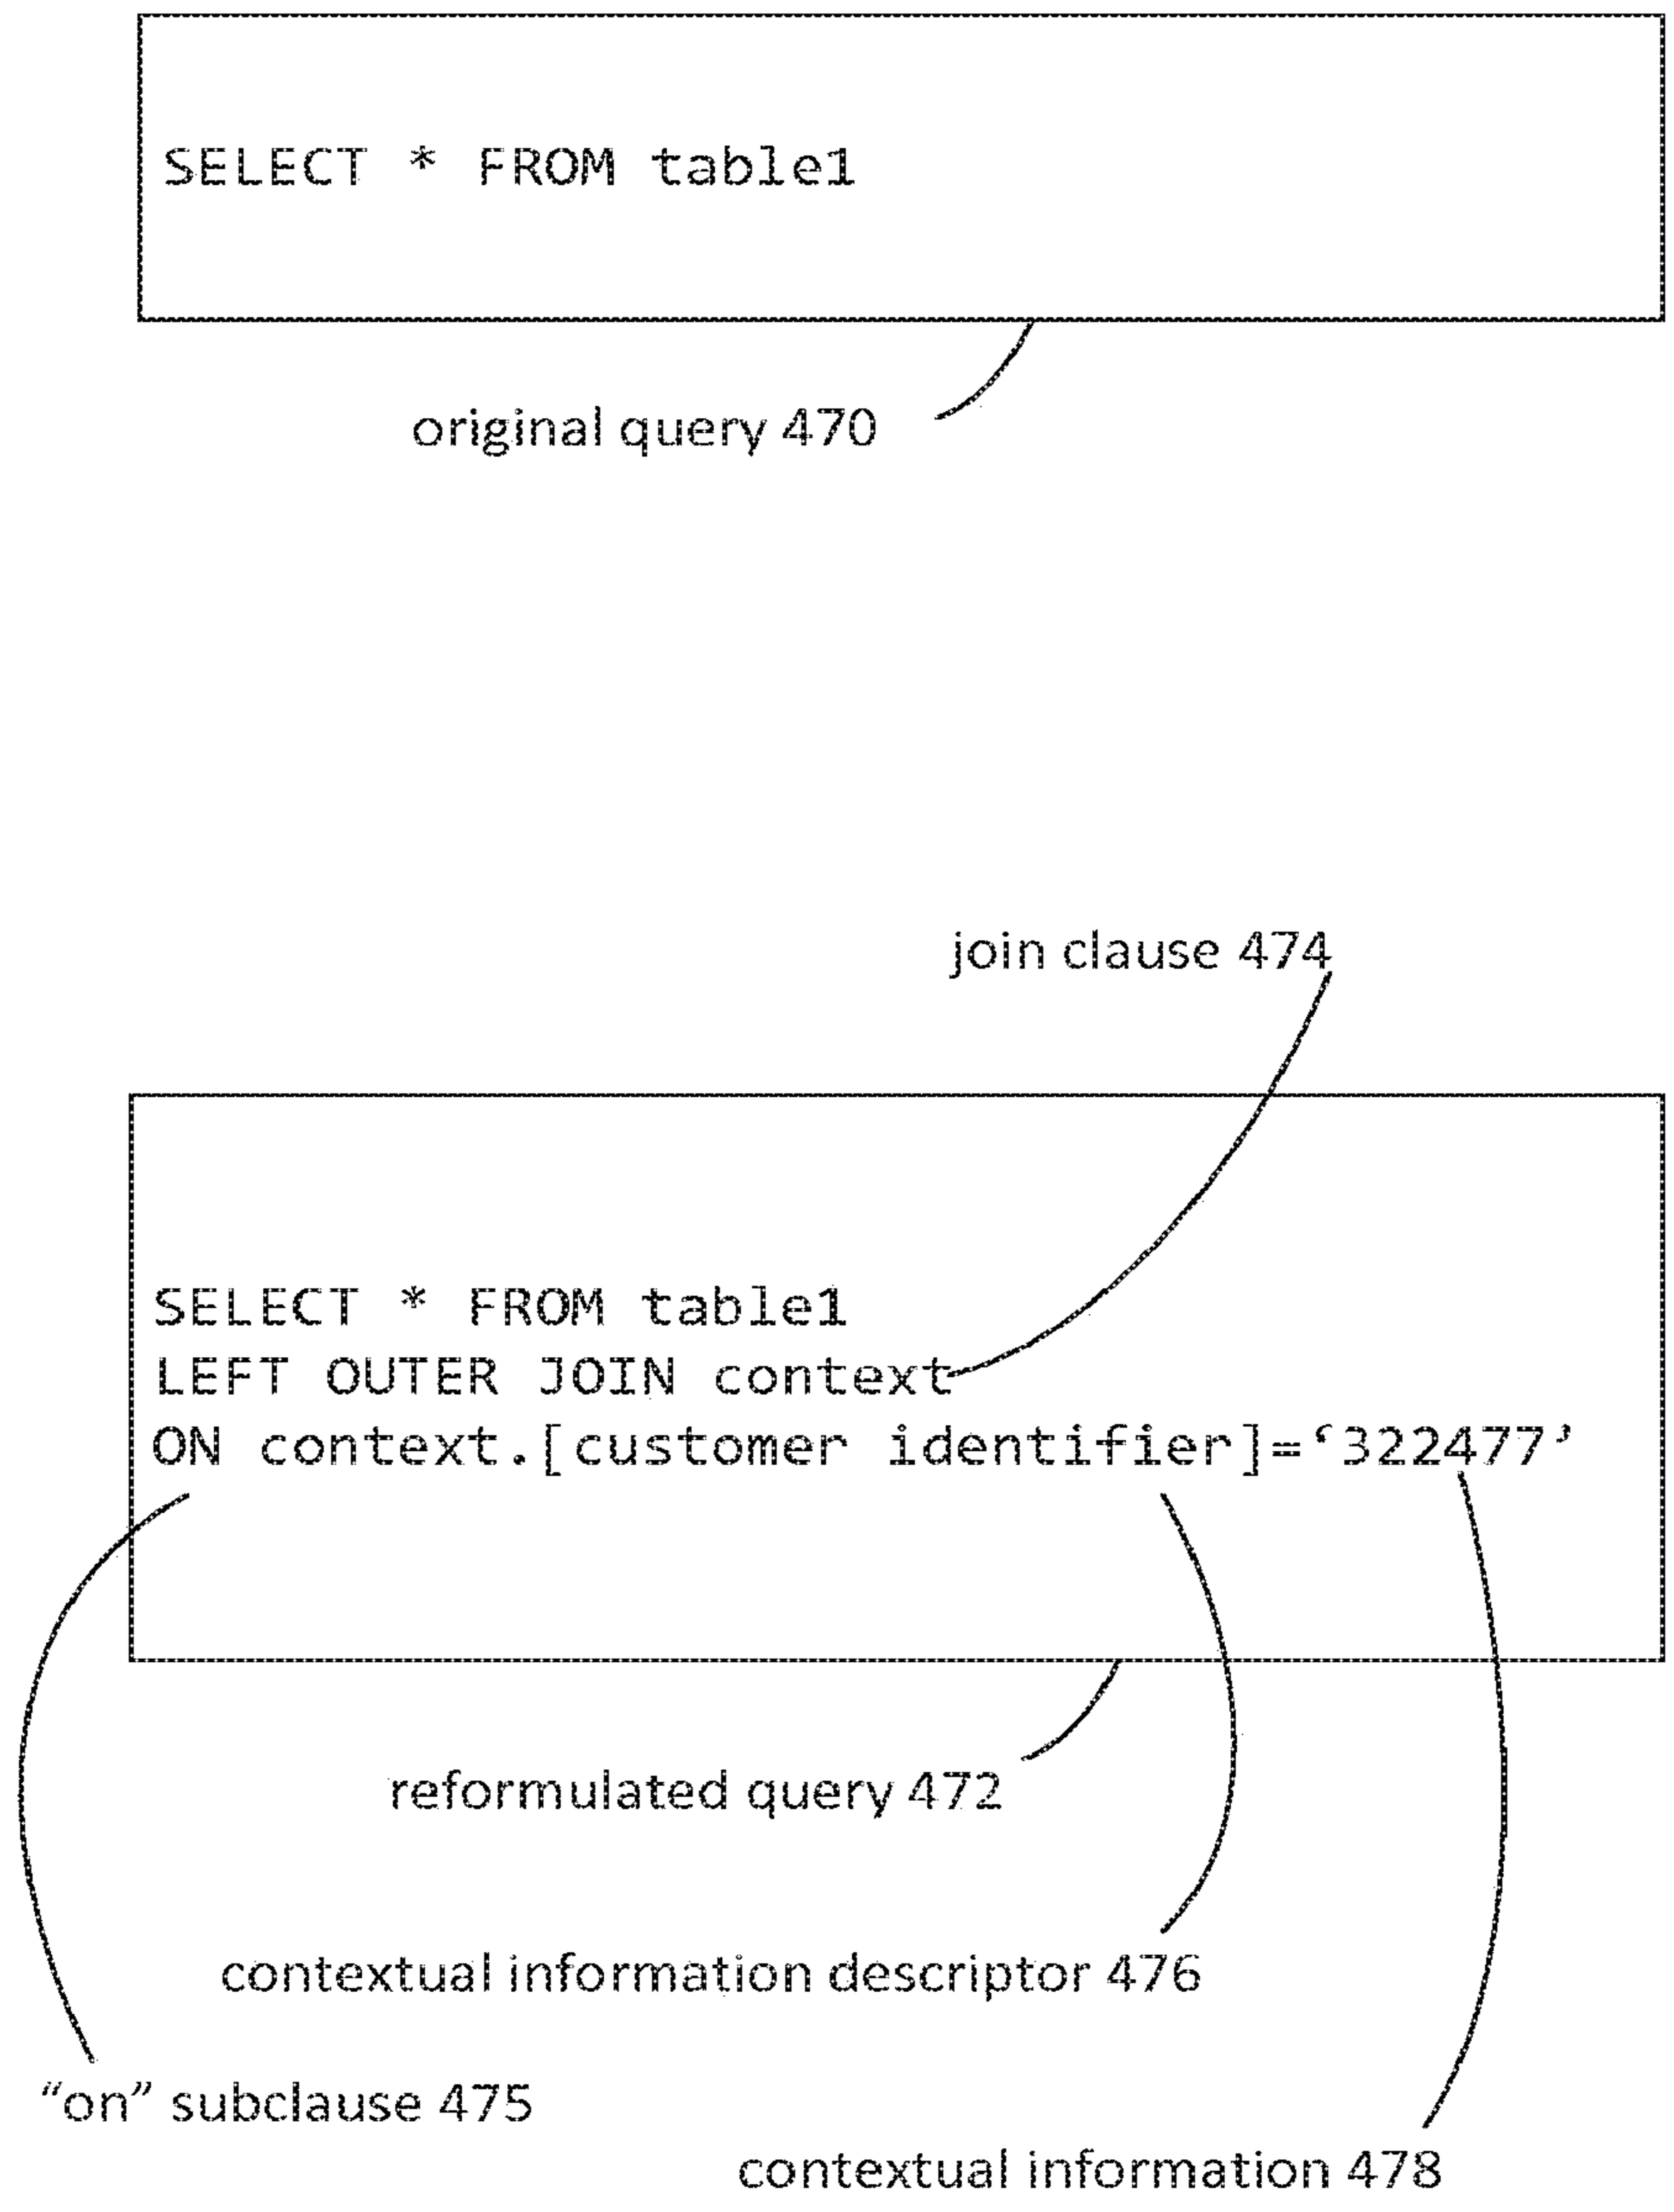 SELECT * FROM table1
original query 470
join clause 474
SELECT * FROM table1
LEFT OUTER JOIN context
ON context.[customer identifier]=‘322477’
reformulated query 472
contextual information descriptor 476
“on” subclause 475
contextual information 478